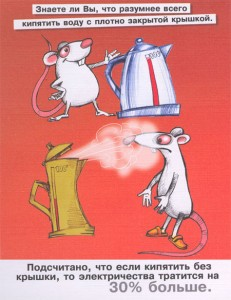 Знаете ли Вы, что разумнее всего
кипятить воду с плотно закрытой крышкой.
Подсчитано, что если кипятить без
крышки, то электричества тратится на
30% больше.